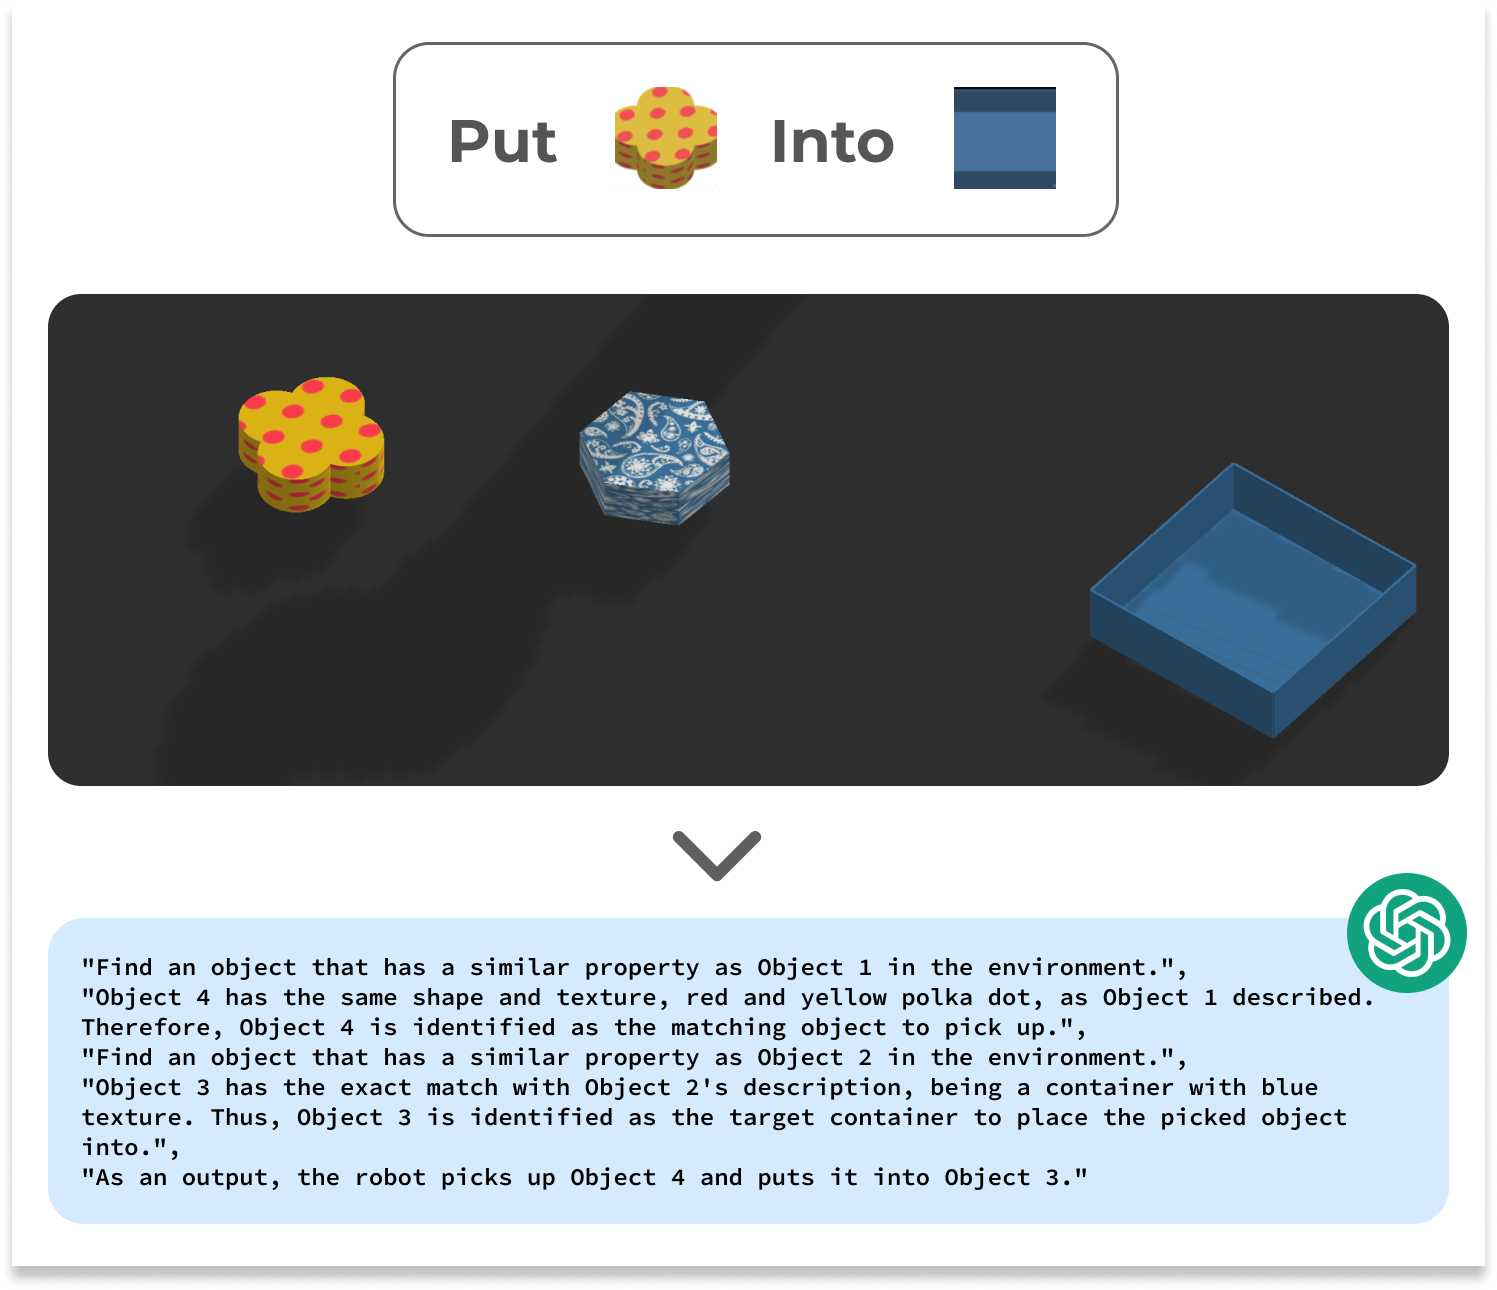 Put Into
"Find an object that has a similar property as Object 1 in the environment.",
"Object 4 has the same shape and texture, red and yellow polka dot, as Object 1 described.
Therefore, Object 4 is identified as the matching object to pick up.",
"Find an object that has a similar property as Object 2 in the environment.",
"Object 3 has the exact match with Object 2's description, being a container with blue
texture. Thus, Object 3 is identified as the target container to place the picked object
into.",
"As an output, the robot picks up Object 4 and puts it into Object 3."